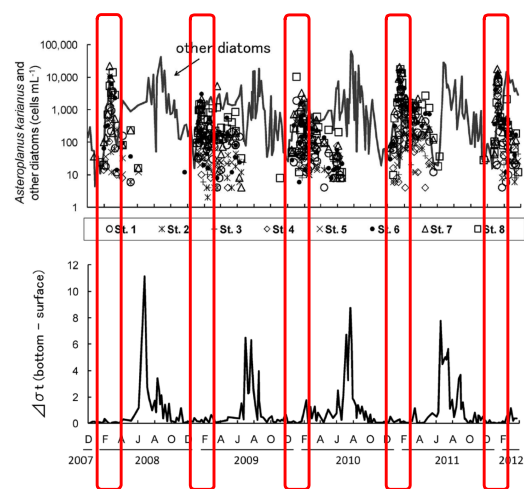 Asteroplanus karianus and
other diatoms (cells mL-1)
100,000
10,000
1,000
100
10
1
other diatoms
St. 1 St. 2 St. 3 St. 4 St. 5 St. 6 St. 7 St. 8
⊿σt (bottom − surface)
12
10
8
6
4
2
0
D F A J A O D F A J A O D F A J A O D F A J A O D F
2007 2008 2009 2010 2011 2012